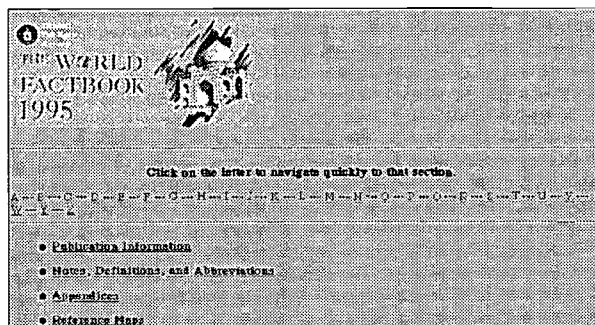 THE WORLD
FACTBOOK
1995
Click on the letter to navigate quickly to that section.
A -- B -- C -- D -- E -- F -- G -- H -- I -- J -- K -- L -- M -- N -- O -- P -- Q -- R -- S -- T -- U -- V --
W -- Y -- Z
• Publication Information
• Notes, Definitions, and Abbreviations
• Appendices
• Reference Maps